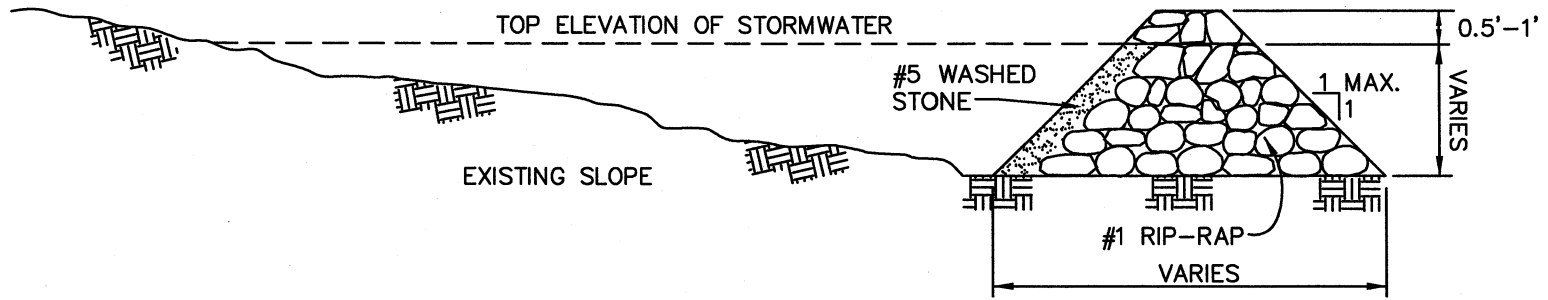 TOP ELEVATION OF STORMWATER
0.5'-1'
#5 WASHED
STONE
1 MAX.
1
VARIES
EXISTING SLOPE
#1 RIP-RAP
VARIES